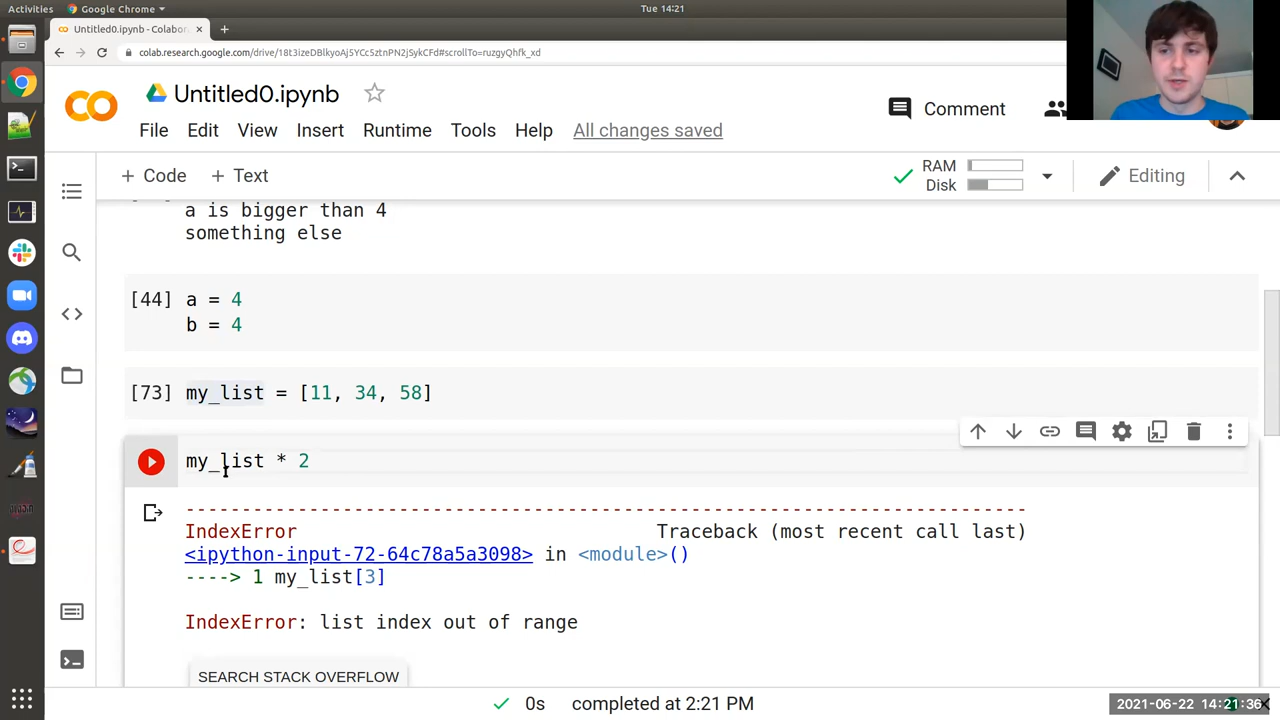 Activities
Google Chrome
Tue 14:21
Untitled0.ipynb - Colabor
colab.research.google.com/drive/18t3izeDBlkyoAj5YCc5ztnPN2jSykCFd#scrollTo=ruzgyQhfk_xd
Untitled0.ipynb
Comment
File Edit View Insert Runtime Tools Help All changes saved
+ Code + Text
RAM
Disk
Editing
a is bigger than 4
something else
[44] a = 4
b = 4
[73] my_list = [11, 34, 58]
my_list * 2
---------------------------------------------------------------------------
IndexError Traceback (most recent call last)
<ipython-input-72-64c78a5a3098> in <module>()
----> 1 my_list[3]
IndexError: list index out of range
SEARCH STACK OVERFLOW
0s completed at 2:21 PM
2021-06-22 14:21:36